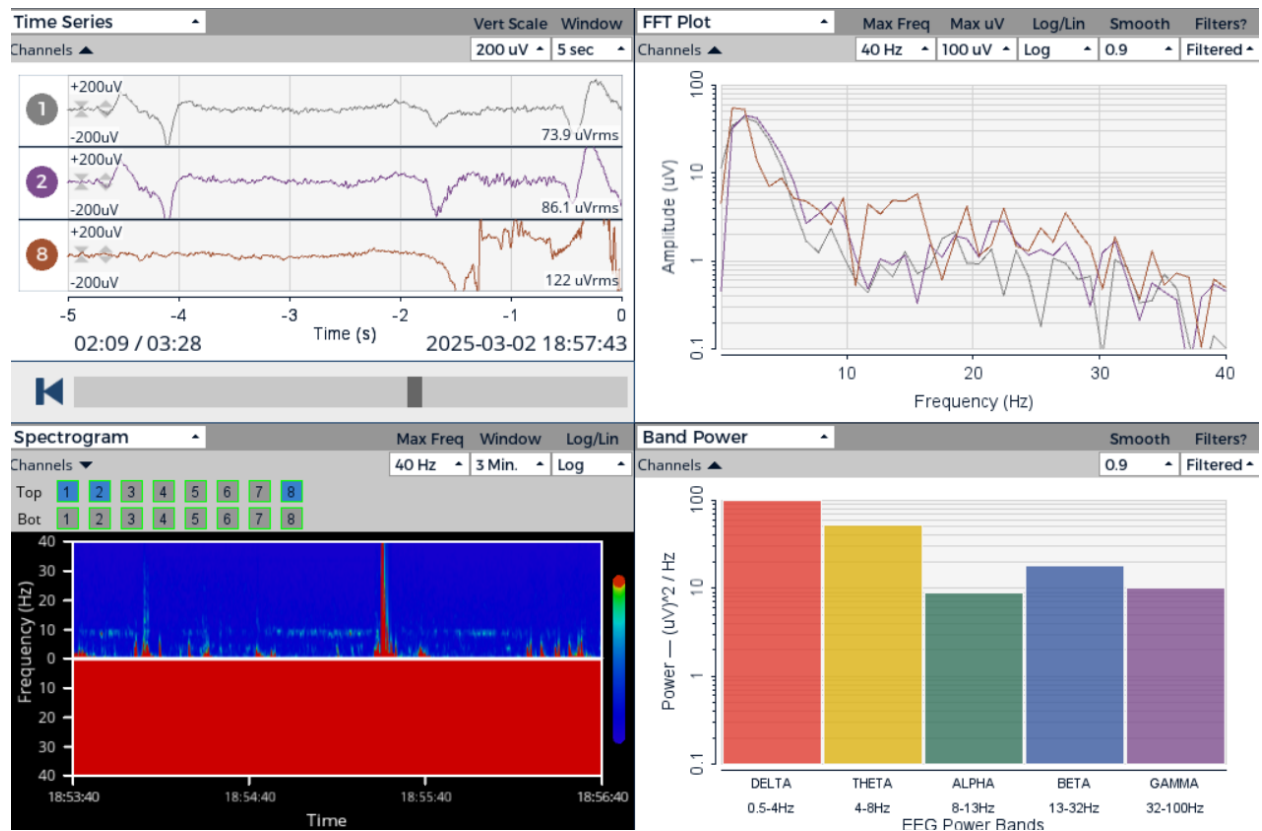 Time Series
Vert Scale Window
Channels
200 uV 5 sec
1
+200uV
-200uV
73.9 uVrms
2
+200uV
-200uV
86.1 uVrms
8
+200uV
-200uV
122 uVrms
-5 -4 -3 -2 -1 0
Time (s)
02:09 / 03:28
2025-03-02 18:57:43
FFT Plot
Max Freq Max uV Log/Lin Smooth Filters?
Channels
40 Hz 100 uV Log 0.9 Filtered
Amplitude (uV)
100
10
1
0.1
10 20 30 40
Frequency (Hz)
Spectrogram
Max Freq Window Log/Lin
Channels
40 Hz 3 Min. Log
Top 1 2 3 4 5 6 7 8
Bot 1 2 3 4 5 6 7 8
Frequency (Hz)
40
30
20
10
0
10
20
30
40
18:53:40 18:54:40 18:55:40 18:56:40
Time
Band Power
Smooth Filters?
Channels
0.9 Filtered
Power — (uV)^2 / Hz
100
10
1
0.1
DELTA THETA ALPHA BETA GAMMA
0.5-4Hz 4-8Hz 8-13Hz 13-32Hz 32-100Hz
EEG Power Bands